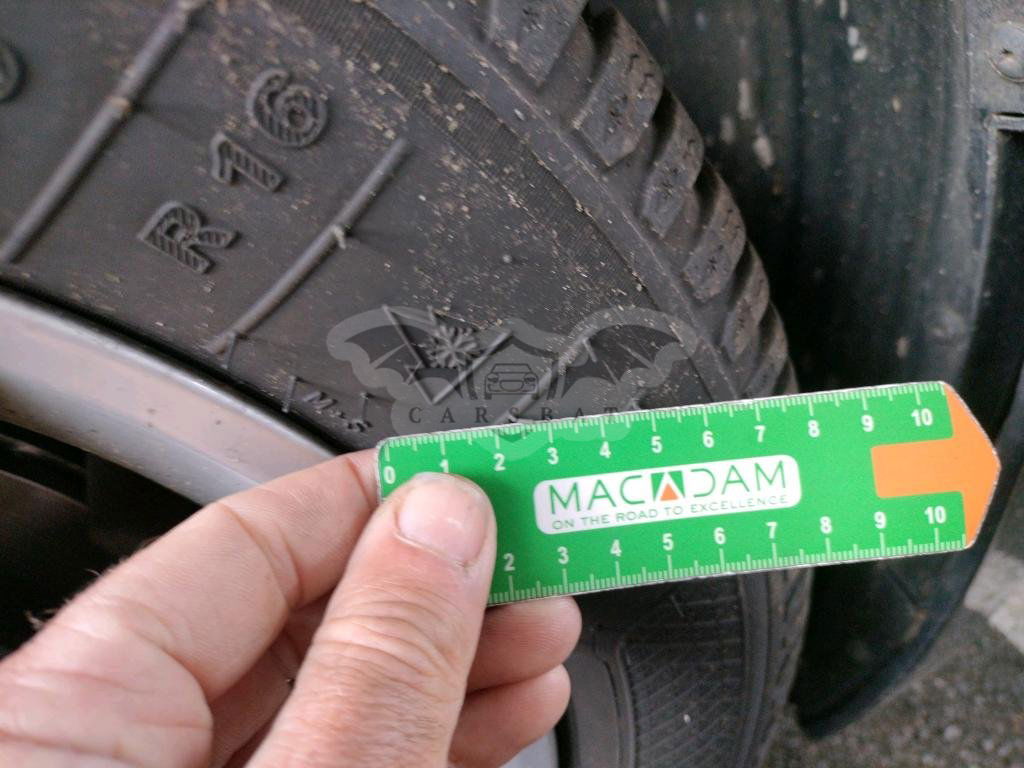 R 16
M+S
CARSBAT
0 1 2 3 4 5 6 7 8 9 10
MACADAM
ON THE ROAD TO EXCELLENCE
2 3 4 5 6 7 8 9 10